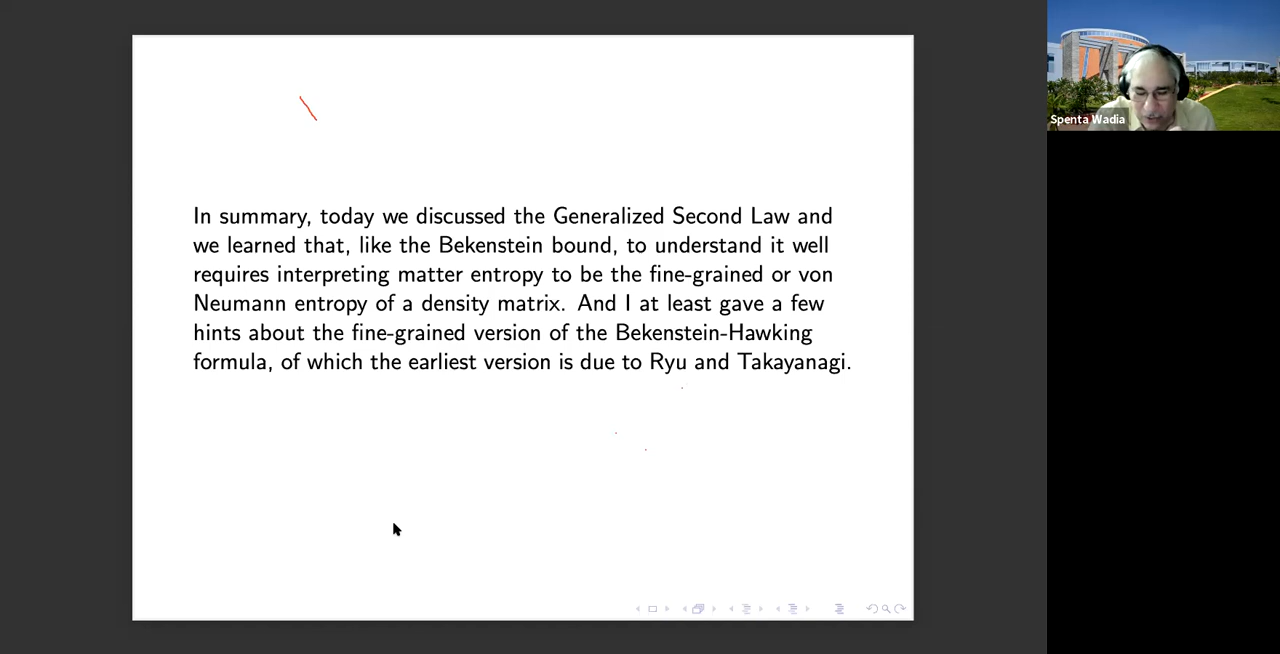 In summary, today we discussed the Generalized Second Law and
we learned that, like the Bekenstein bound, to understand it well
requires interpreting matter entropy to be the fine-grained or von
Neumann entropy of a density matrix. And I at least gave a few
hints about the fine-grained version of the Bekenstein-Hawking
formula, of which the earliest version is due to Ryu and Takayanagi.
Spenta Wadia